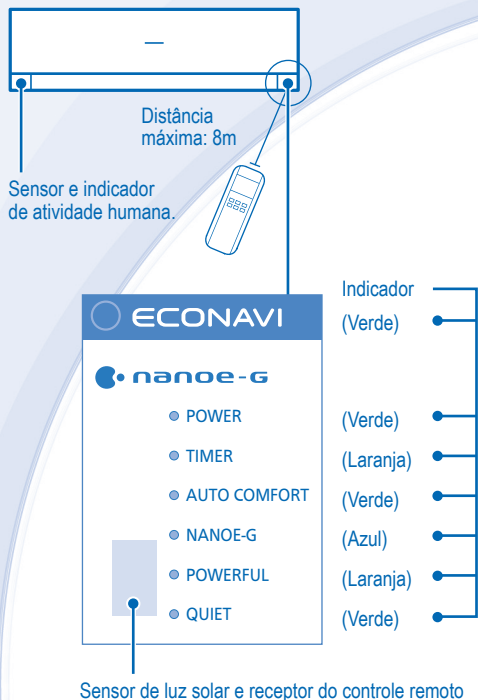 Distância
máxima: 8m
Sensor e indicador
de atividade humana.
Indicador
ECONAVI
(Verde)
nanoe-G
POWER
(Verde)
TIMER
(Laranja)
AUTO COMFORT
(Verde)
NANOE-G
(Azul)
POWERFUL
(Laranja)
QUIET
(Verde)
Sensor de luz solar e receptor do controle remoto